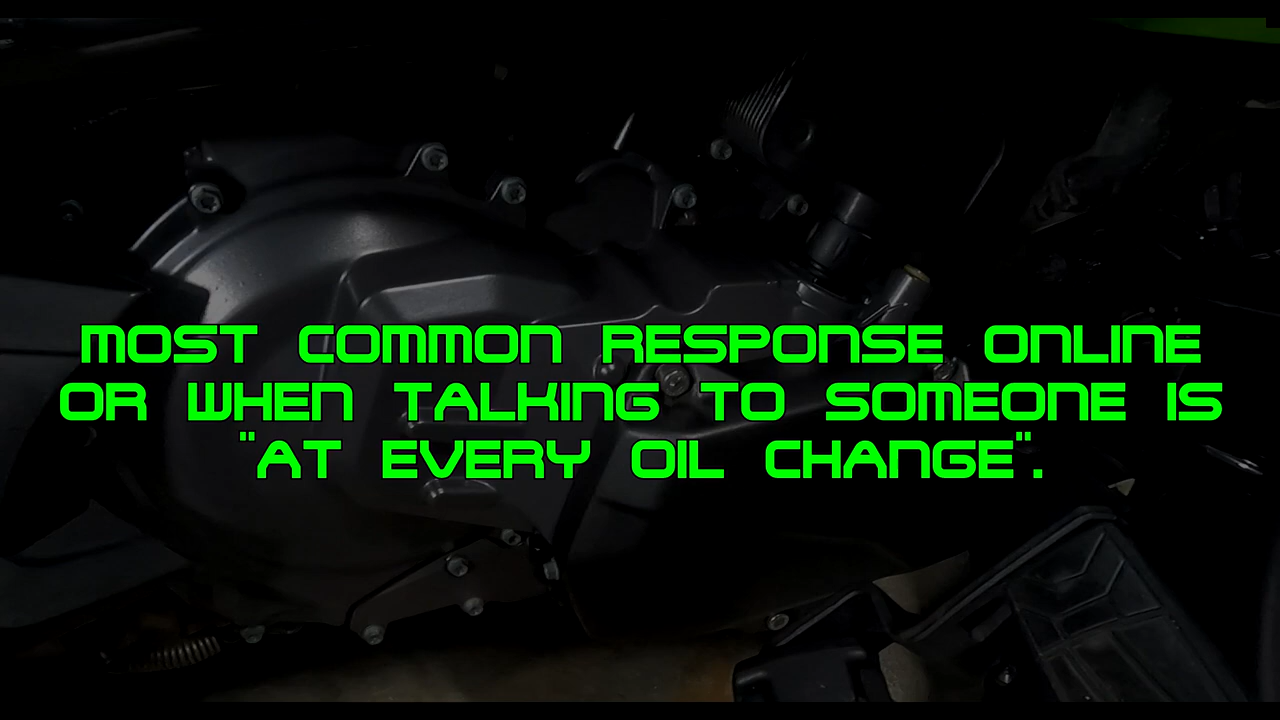 MOST COMMON RESPONSE ONLINE
OR WHEN TALKING TO SOMEONE IS
"AT EVERY OIL CHANGE".